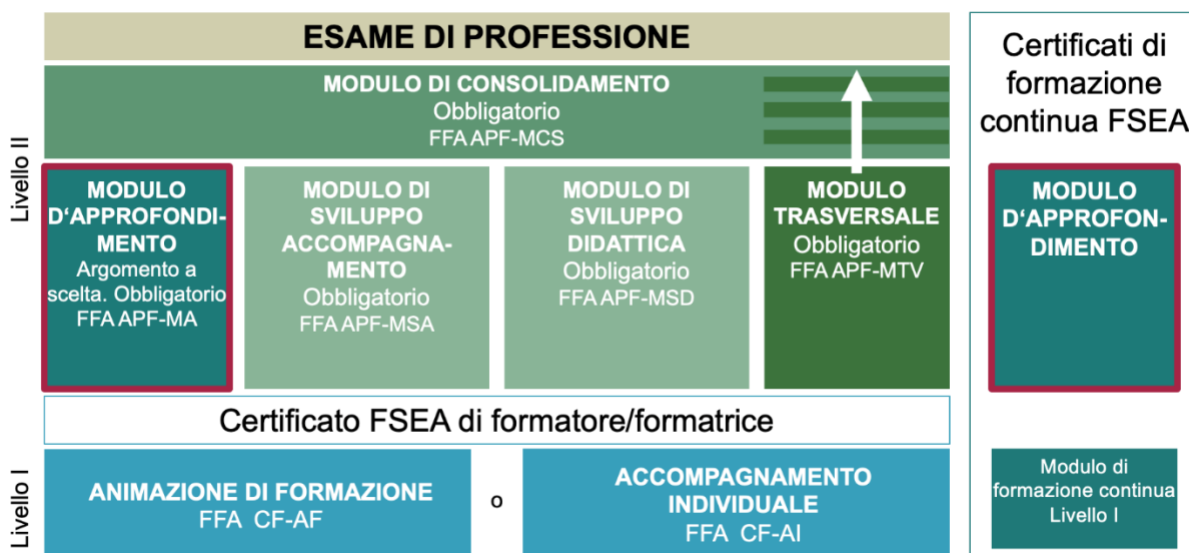 ESAME DI PROFESSIONE
MODULO DI CONSOLIDAMENTO
Obbligatorio
FFA APF-MCS
Livello II
MODULO
D‘APPROFONDI-
MENTO
Argomento a
scelta. Obbligatorio
FFA APF-MA
MODULO DI
SVILUPPO
ACCOMPAGNA-
MENTO
Obbligatorio
FFA APF-MSA
MODULO DI
SVILUPPO
DIDATTICA
Obbligatorio
FFA APF-MSD
MODULO
TRASVERSALE
Obbligatorio
FFA APF-MTV
Certificato FSEA di formatore/formatrice
Livello I
ANIMAZIONE DI FORMAZIONE
FFA CF-AF
o
ACCOMPAGNAMENTO
INDIVIDUALE
FFA CF-AI
Certificati di
formazione
continua FSEA
MODULO
D‘APPROFON-
DIMENTO
Modulo di
formazione continua
Livello I